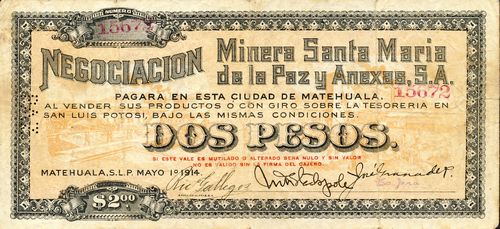 NUMERO
15672
NEGOCIACION Minera Santa Maria
de la Paz y Anexas, S.A.
15672
PAGARA EN ESTA CIUDAD DE MATEHUALA.
AL VENDER SUS PRODUCTOS O CON GIRO SOBRE LA TESORERIA EN
SAN LUIS POTOSI, BAJO LAS MISMAS CONDICIONES.
DOS PESOS.
SI ESTE VALE ES MUTILADO O ALTERADO SERA NULO Y SIN VALOR
NO ES VALIDO SIN LA FIRMA DEL CAJERO
MATEHUALA, S.L.P. MAYO 1º 1914.
$2.00